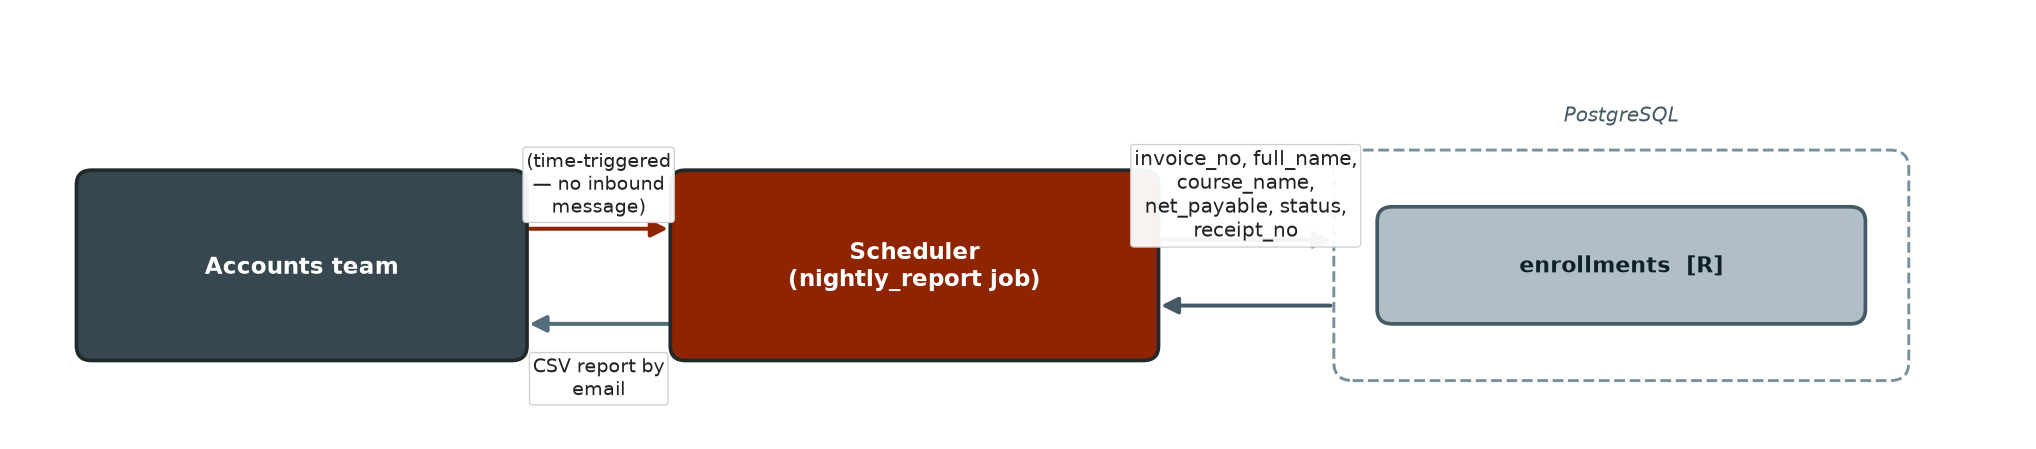 PostgreSQL
(time-triggered
— no inbound
message)
invoice_no, full_name,
course_name,
net_payable, status,
receipt_no
Accounts team
Scheduler
(nightly_report job)
enrollments  [R]
CSV report by
email